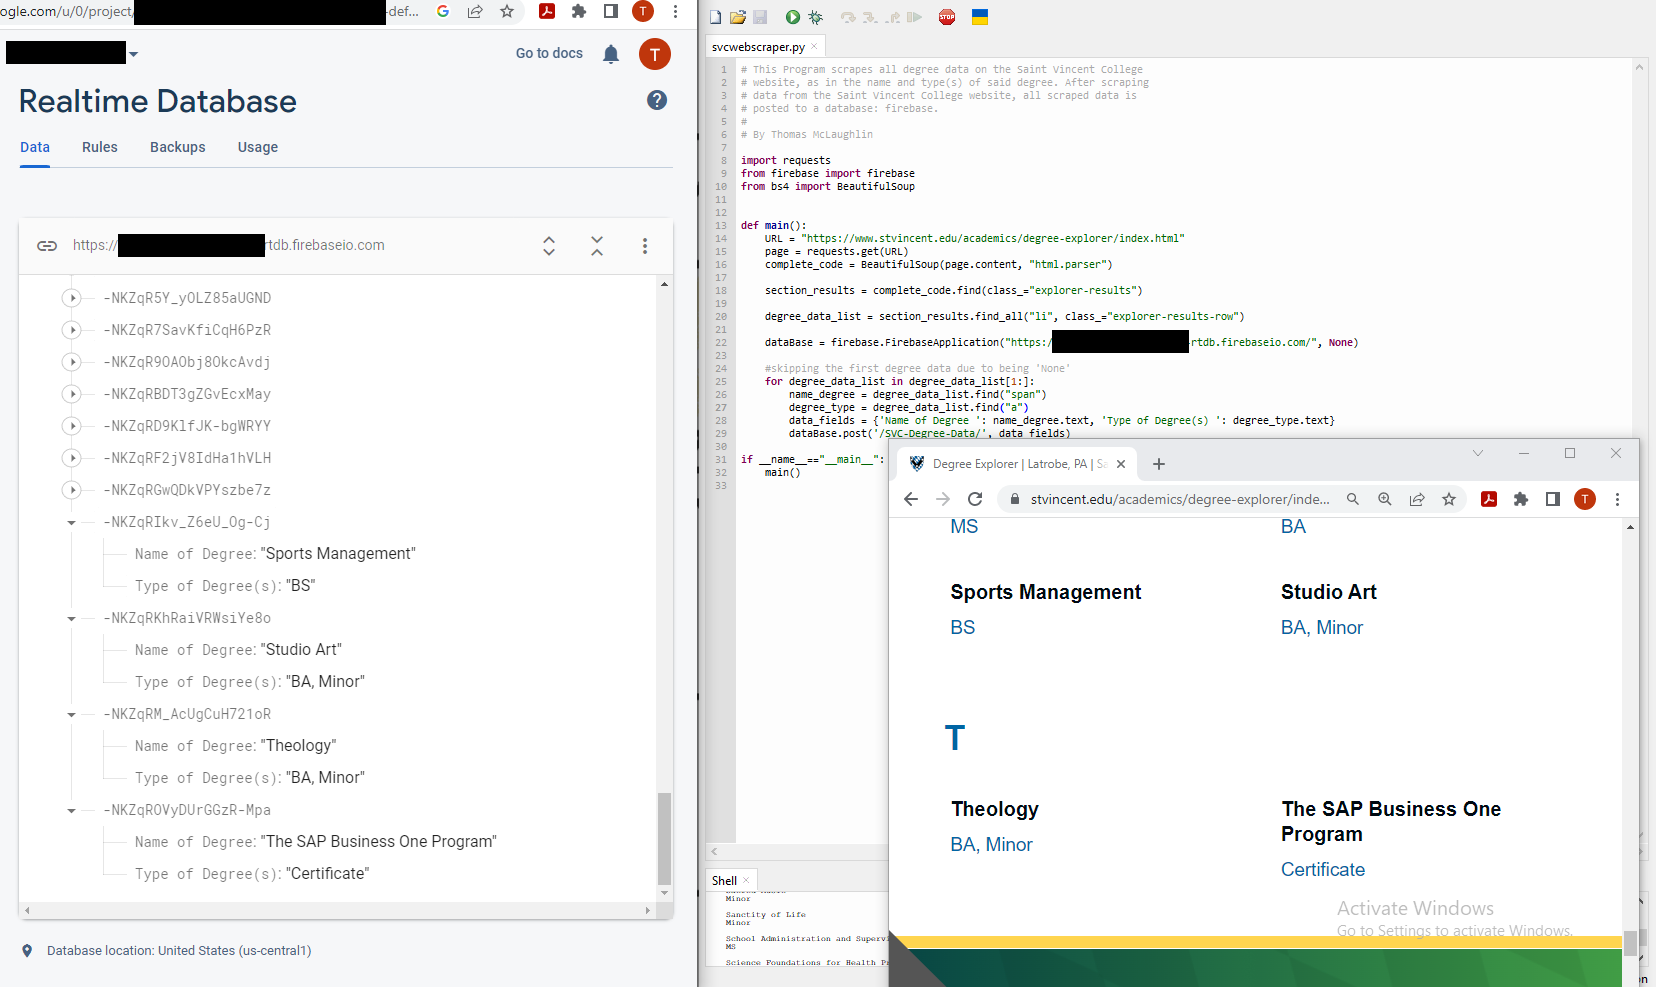 ogle.com/u/0/project/ -def...
T
Go to docs
T
Realtime Database
?
Data Rules Backups Usage
https:// rtdb.firebaseio.com
-NKZqR5Y_yOLZ85aUGND
-NKZqR7SavKfiCqH6PzR
-NKZqR9OAObj8OkcAvdj
-NKZqRBDT3gZGvEcxMay
-NKZqRD9KlfJK-bgWRYY
-NKZqRF2jV8IdHa1hVLH
-NKZqRGwQDkVPYszbe7z
-NKZqRIkv_Z6eU_Og-Cj
Name of Degree: "Sports Management"
Type of Degree(s): "BS"
-NKZqRKhRaiVRWsiYe8o
Name of Degree: "Studio Art"
Type of Degree(s): "BA, Minor"
-NKZqRM_AcUgCuH721oR
Name of Degree: "Theology"
Type of Degree(s): "BA, Minor"
-NKZqROVyDUrGGzR-Mpa
Name of Degree: "The SAP Business One Program"
Type of Degree(s): "Certificate"
Database location: United States (us-central1)
STOP
svcwebscraper.py
1 # This Program scrapes all degree data on the Saint Vincent College
2 # website, as in the name and type(s) of said degree. After scraping
3 # data from the Saint Vincent College website, all scraped data is
4 # posted to a database: firebase.
5 #
6 # By Thomas McLaughlin
7
8 import requests
9 from firebase import firebase
10 from bs4 import BeautifulSoup
11
12
13 def main():
14 URL = "https://www.stvincent.edu/academics/degree-explorer/index.html"
15 page = requests.get(URL)
16 complete_code = BeautifulSoup(page.content, "html.parser")
17
18 section_results = complete_code.find(class_="explorer-results")
19
20 degree_data_list = section_results.find_all("li", class_="explorer-results-row")
21
22 dataBase = firebase.FirebaseApplication("https:/ rtdb.firebaseio.com/", None)
23
24 #skipping the first degree data due to being 'None'
25 for degree_data_list in degree_data_list[1:]:
26 name_degree = degree_data_list.find("span")
27 degree_type = degree_data_list.find("a")
28 data_fields = {'Name of Degree ': name_degree.text, 'Type of Degree(s) ': degree_type.text}
29 dataBase.post('/SVC-Degree-Data/', data_fields)
30
31 if __name__=="__main__":
32 main()
33
Shell
Minor
Sanctity of Life
Minor
School Administration and Supervi
MS
Science Foundations for Health P
Degree Explorer | Latrobe, PA | Sa
stvincent.edu/academics/degree-explorer/inde...
T
MS BA
Sports Management Studio Art
BS BA, Minor
T
Theology The SAP Business One
Program
BA, Minor
Certificate
Activate Windows
Go to Settings to activate Windows.
on